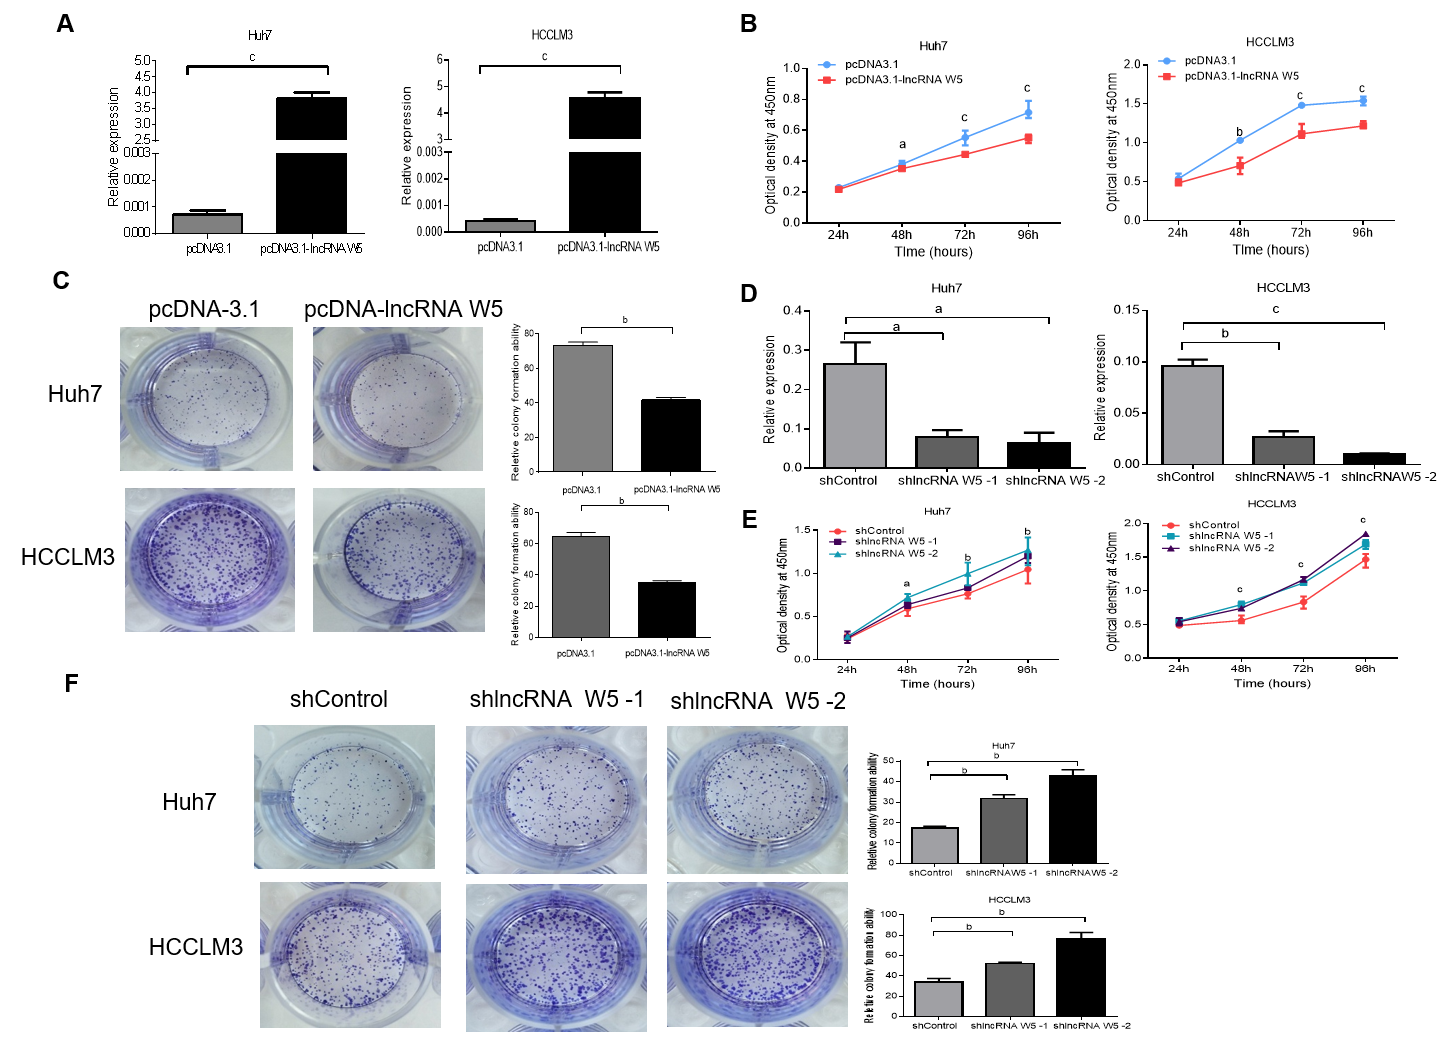 A
Huh7
c
5.0
4.5
4.0
3.5
3.0
2.5
0.003
0.002
0.001
0.000
Relative expression
pcDNA3.1
pcDNA3.1-lncRNA W5
HCCLM3
c
6
5
4
3
0.003
0.002
0.001
0.000
Relative expression
pcDNA3.1
pcDNA3.1-lncRNA W5
B
Huh7
pcDNA3.1
pcDNA3.1-lncRNA W5
1.0
0.8
0.6
0.4
0.2
0.0
Optical density at 450nm
a
c
c
24h
48h
72h
96h
TIme (hours)
HCCLM3
pcDNA3.1
pcDNA3.1-lncRNA W5
2.0
1.5
1.0
0.5
0.0
Optical density at 450nm
b
c
c
24h
48h
72h
96h
TIme (hours)
C
pcDNA-3.1
pcDNA-lncRNA W5
Huh7
HCCLM3
b
80
60
40
20
0
Reletive colony formation ability
pcDNA3.1
pcDNA3.1-lncRNA W5
b
80
60
40
20
0
Reletive colony formation ability
pcDNA3.1
pcDNA3.1-lncRNA W5
D
Huh7
a
a
0.4
0.3
0.2
0.1
0.0
Relative expression
shControl
shlncRNA W5 -1
shlncRNA W5 -2
HCCLM3
c
b
0.15
0.10
0.05
0.00
Relative expression
shControl
shlncRNAW5 -1
shlncRNAW5 -2
E
Huh7
shControl
shlncRNA W5 -1
shlncRNA W5 -2
1.5
1.0
0.5
0.0
Optical density at 450nm
a
b
b
24h
48h
72h
96h
Time (hours)
HCCLM3
shControl
shlncRNA W5 -1
shlncRNA W5 -2
2.0
1.5
1.0
0.5
0.0
Optical density at 450nm
c
c
c
24h
48h
72h
96h
Time (hours)
F
shControl
shlncRNA W5 -1
shlncRNA W5 -2
Huh7
HCCLM3
Huh7
b
b
50
40
30
20
10
0
Reletive colony formation ability
shControl
shlncRNAW5 -1
shlncRNAW5 -2
HCCLM3
b
b
100
80
60
40
20
0
Reletive colony formation ability
shControl
shlncRNA W5 -1
shlncRNA W5 -2